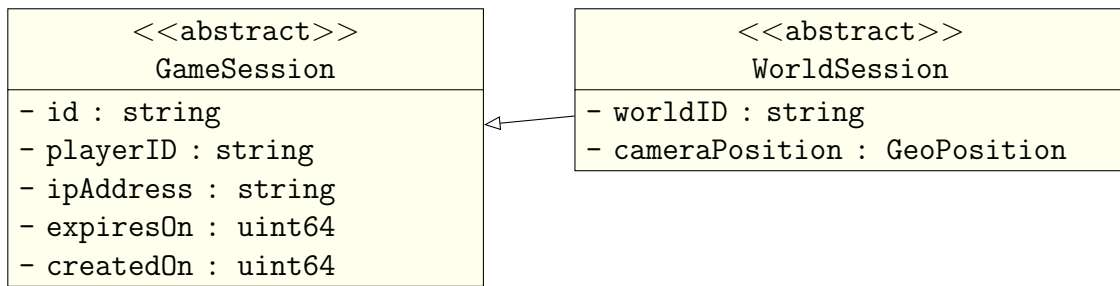 <<abstract>>
GameSession
- id : string
- playerID : string
- ipAddress : string
- expiresOn : uint64
- createdOn : uint64
<<abstract>>
WorldSession
- worldID : string
- cameraPosition : GeoPosition